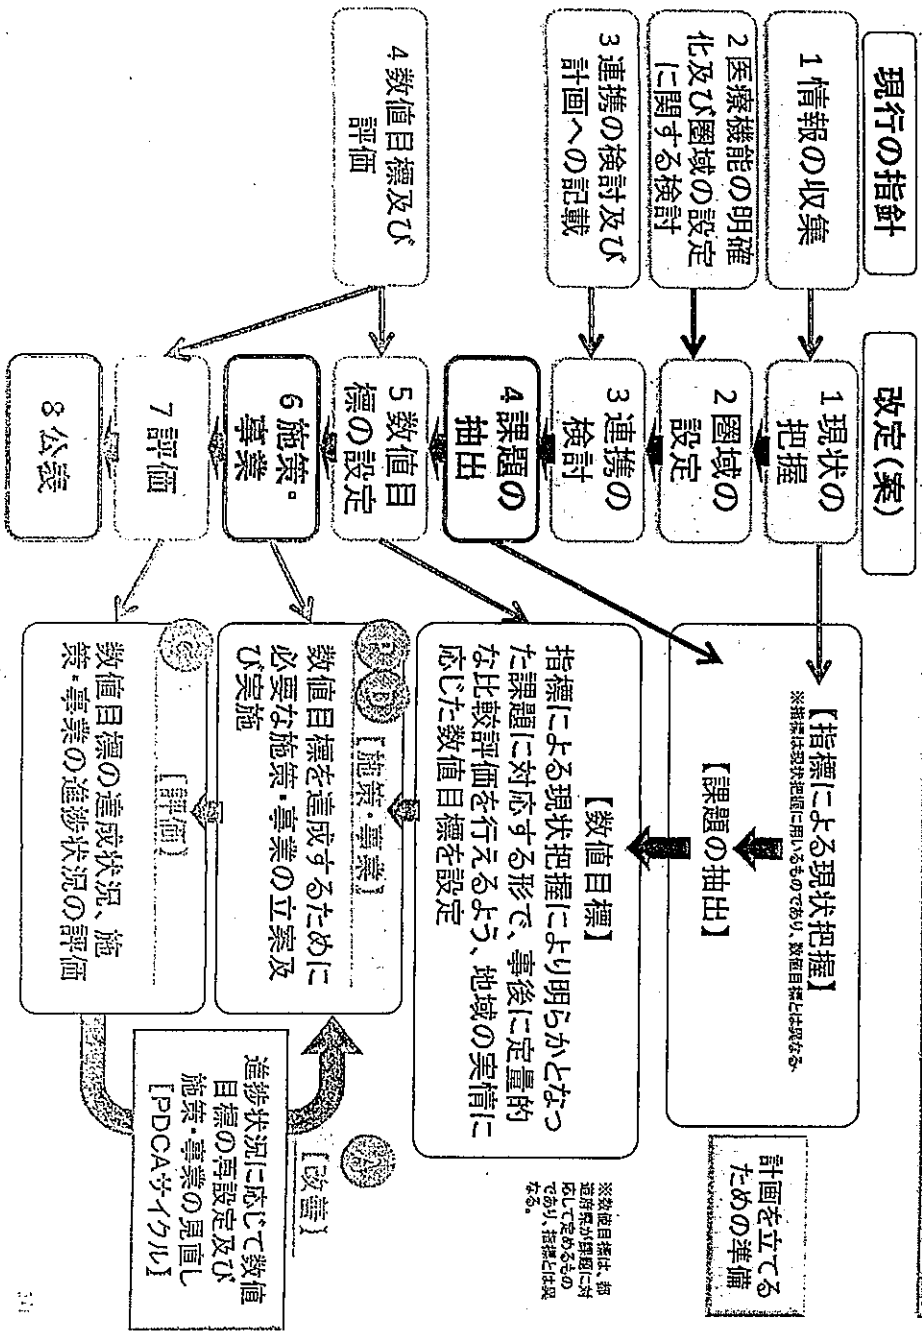 現行の指針
1 情報の収集
2 医療機能の明確
化及び圏域の設定
に関する検討
3 連携の検討及び
計画への記載
4 数値目標及び
評価
改定(案)
1 現状の
把握
2 圏域の
設定
3 連携の
検討
4 課題の
抽出
5 数値目
標の設定
6 施策・
事業
7 評価
8 公表
【指標による現状把握】
※指標は現状把握に用いるものであり、数値目標とは異なる
【課題の抽出】
計画を立てる
ための準備
【数値目標】
指標による現状把握により明らかとなっ
た課題に対応する形で、事後に定量的
な比較評価を行えるよう、地域の実情に
応じた数値目標を設定
※数値目標は、都
道府県が課題に対
応して定めるもの
であり、指標とは異
なる。
P D [施策・事業]
数値目標を達成するために
必要な施策・事業の立案及
び実施
C [評価]
数値目標の達成状況、施
策・事業の進捗状況の評価
A
[改善]
進捗状況に応じて数値
目標の再設定及び
施策・事業の見直し
[PDCAサイクル]